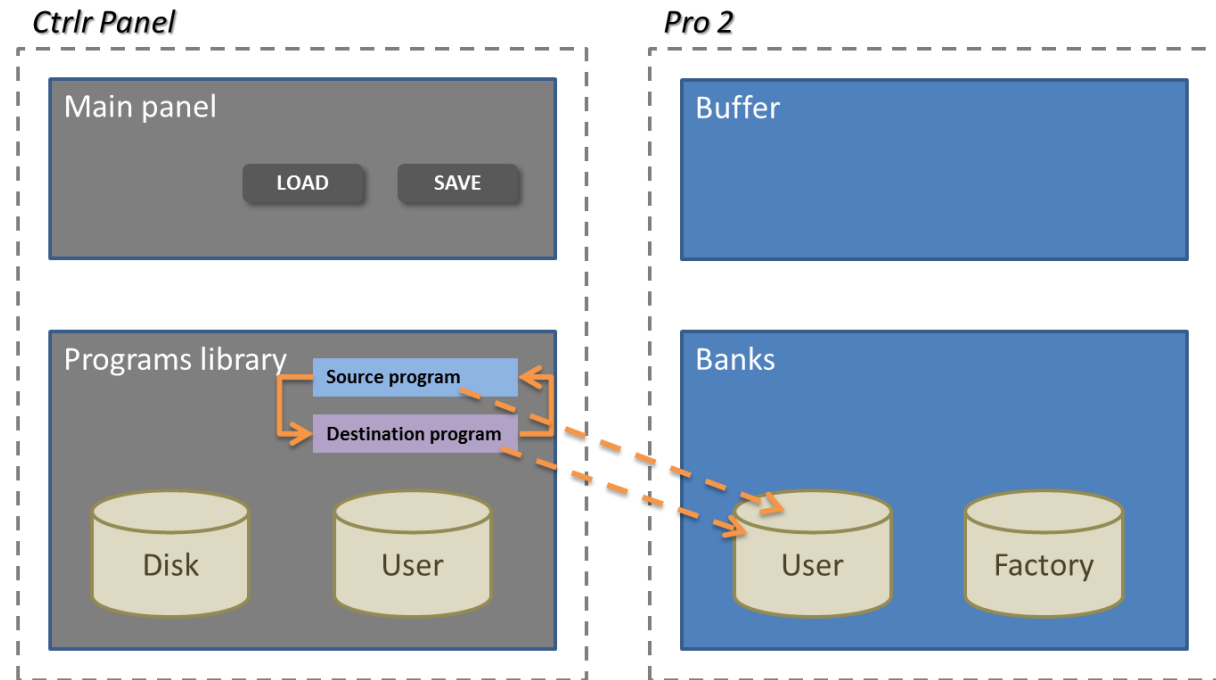 Ctrlr Panel
Pro 2
Main panel
LOAD
SAVE
Buffer
Programs library
Source program
Destination program
Banks
Disk
User
User
Factory